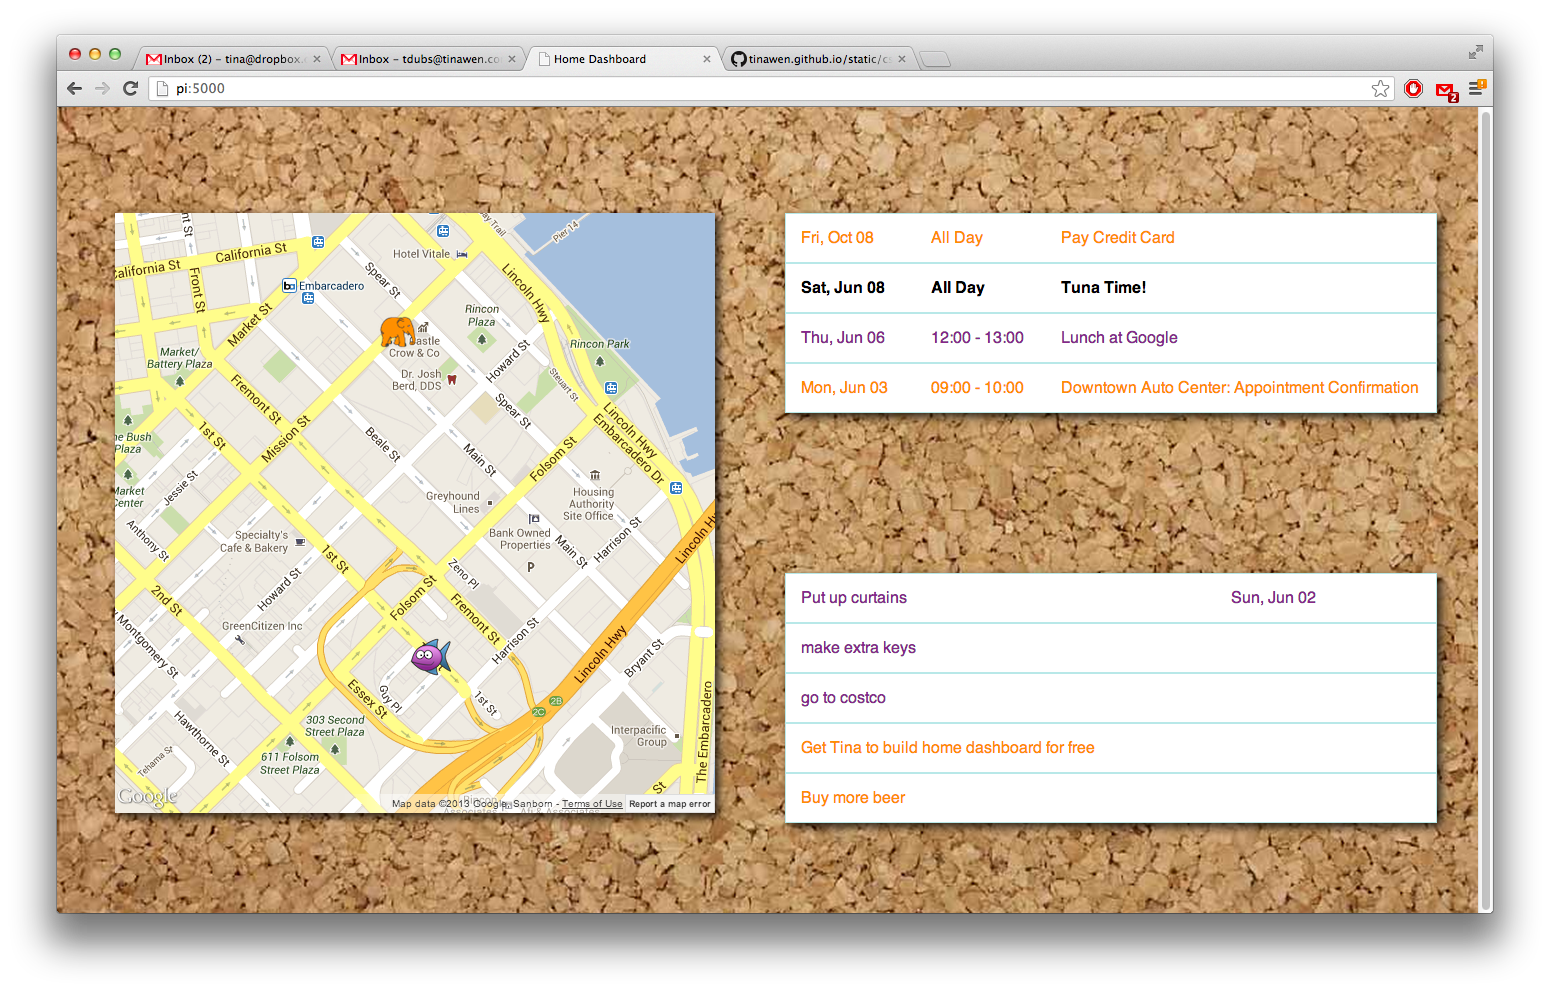 Inbox (2) – tina@dropbox.
Inbox – tdubs@tinawen.co
Home Dashboard
tinawen.github.io/static/c
pi:5000
2
Pier 14
Hotel Vitale
California St
California St
Front St
Market St
Embarcadero
Spear St
Lincoln Hwy
Rincon
Plaza
Rincon Park
Crow & Co
Market/
Battery Plaza
Dr. Josh
Berd, DDS
Howard St
Steuart St
Fremont St
Spear St
Lincoln Hwy
Embarcadero Dr
1st St
Mission St
Beale St
Main St
Folsom St
he Bush
Plaza
Market
Center
Jessie St
Greyhound
Lines
Housing
Authority
Site Office
Anthony St
Specialty's
Cafe & Bakery
Bank Owned
Properties
Main St
Harrison St
Lincoln Hw
1st St
Zeno Pl
P
2nd St
Howard St
Folsom St
Fremont St
Montgomery St
GreenCitizen Inc
Harrison St
Lincoln Hwy
Bryant St
Essex St
Guy Pl
1st St
2B
2C
Hawthorne St
303 Second
Street Plaza
Interpacific
Group
The Embarcadero
Tehama St
611 Folsom
Street Plaza
St
Google
Map data ©2013 Google, Sanborn - Terms of Use
Report a map error
Fri, Oct 08 All Day Pay Credit Card
Sat, Jun 08 All Day Tuna Time!
Thu, Jun 06 12:00 - 13:00 Lunch at Google
Mon, Jun 03 09:00 - 10:00 Downtown Auto Center: Appointment Confirmation
Put up curtains Sun, Jun 02
make extra keys
go to costco
Get Tina to build home dashboard for free
Buy more beer